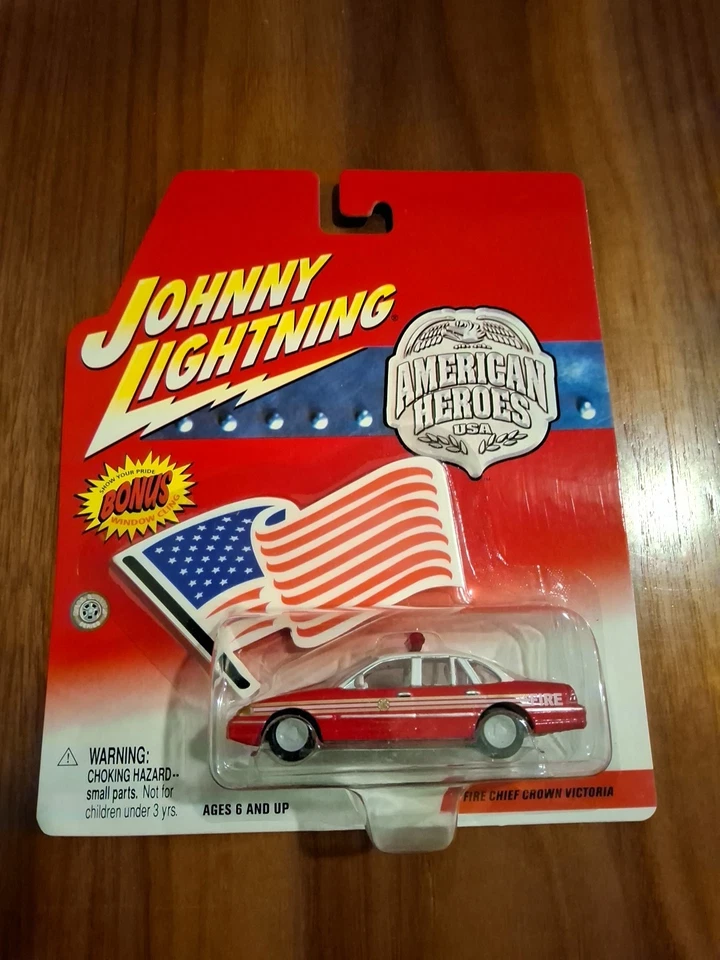 JOHNNY
LIGHTNING®
AMERICAN
HEROES
USA
SHOW YOUR PRIDE
BONUS
WINDOW CLING
FIRE
WARNING:
CHOKING HAZARD--
small parts. Not for
children under 3 yrs.
AGES 6 AND UP
FIRE CHIEF CROWN VICTORIA